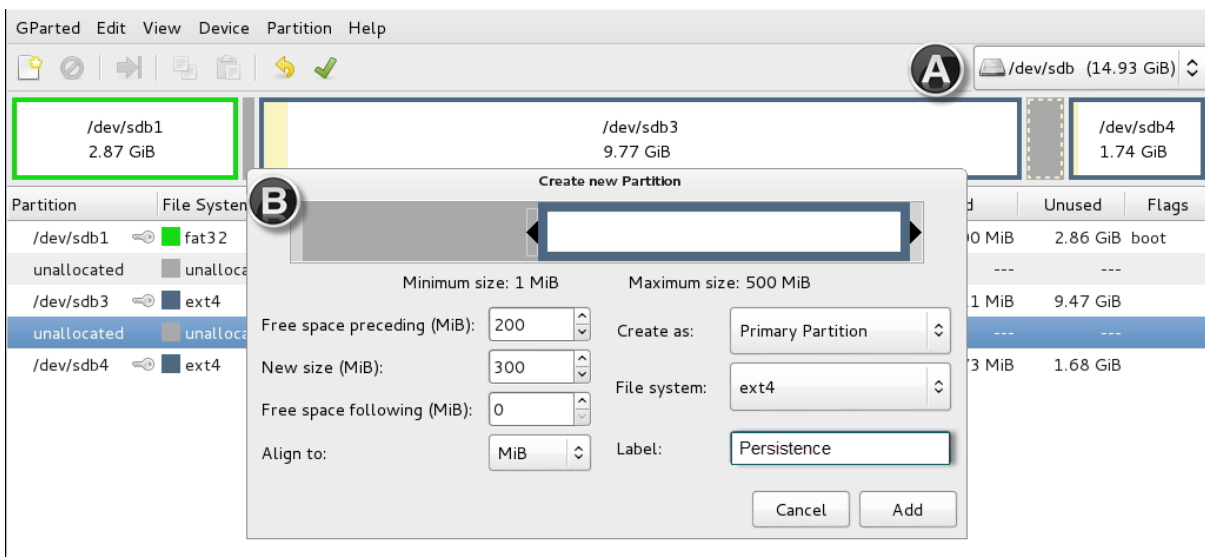 GParted Edit View Device Partition Help
A /dev/sdb (14.93 GiB)
/dev/sdb1 /dev/sdb3 /dev/sdb4
2.87 GiB 9.77 GiB 1.74 GiB
Create new Partition
B
Partition File System Unused Flags
/dev/sdb1 fat32 2.86 GiB boot
unallocated --- ---
Minimum size: 1 MiB Maximum size: 500 MiB
/dev/sdb3 ext4 MiB 9.47 GiB
Free space preceding (MiB): 200 Create as: Primary Partition
unallocated --- ---
/dev/sdb4 ext4 MiB 1.68 GiB
New size (MiB): 300
File system: ext4
Free space following (MiB): 0
Align to: MiB Label: Persistence
Cancel Add